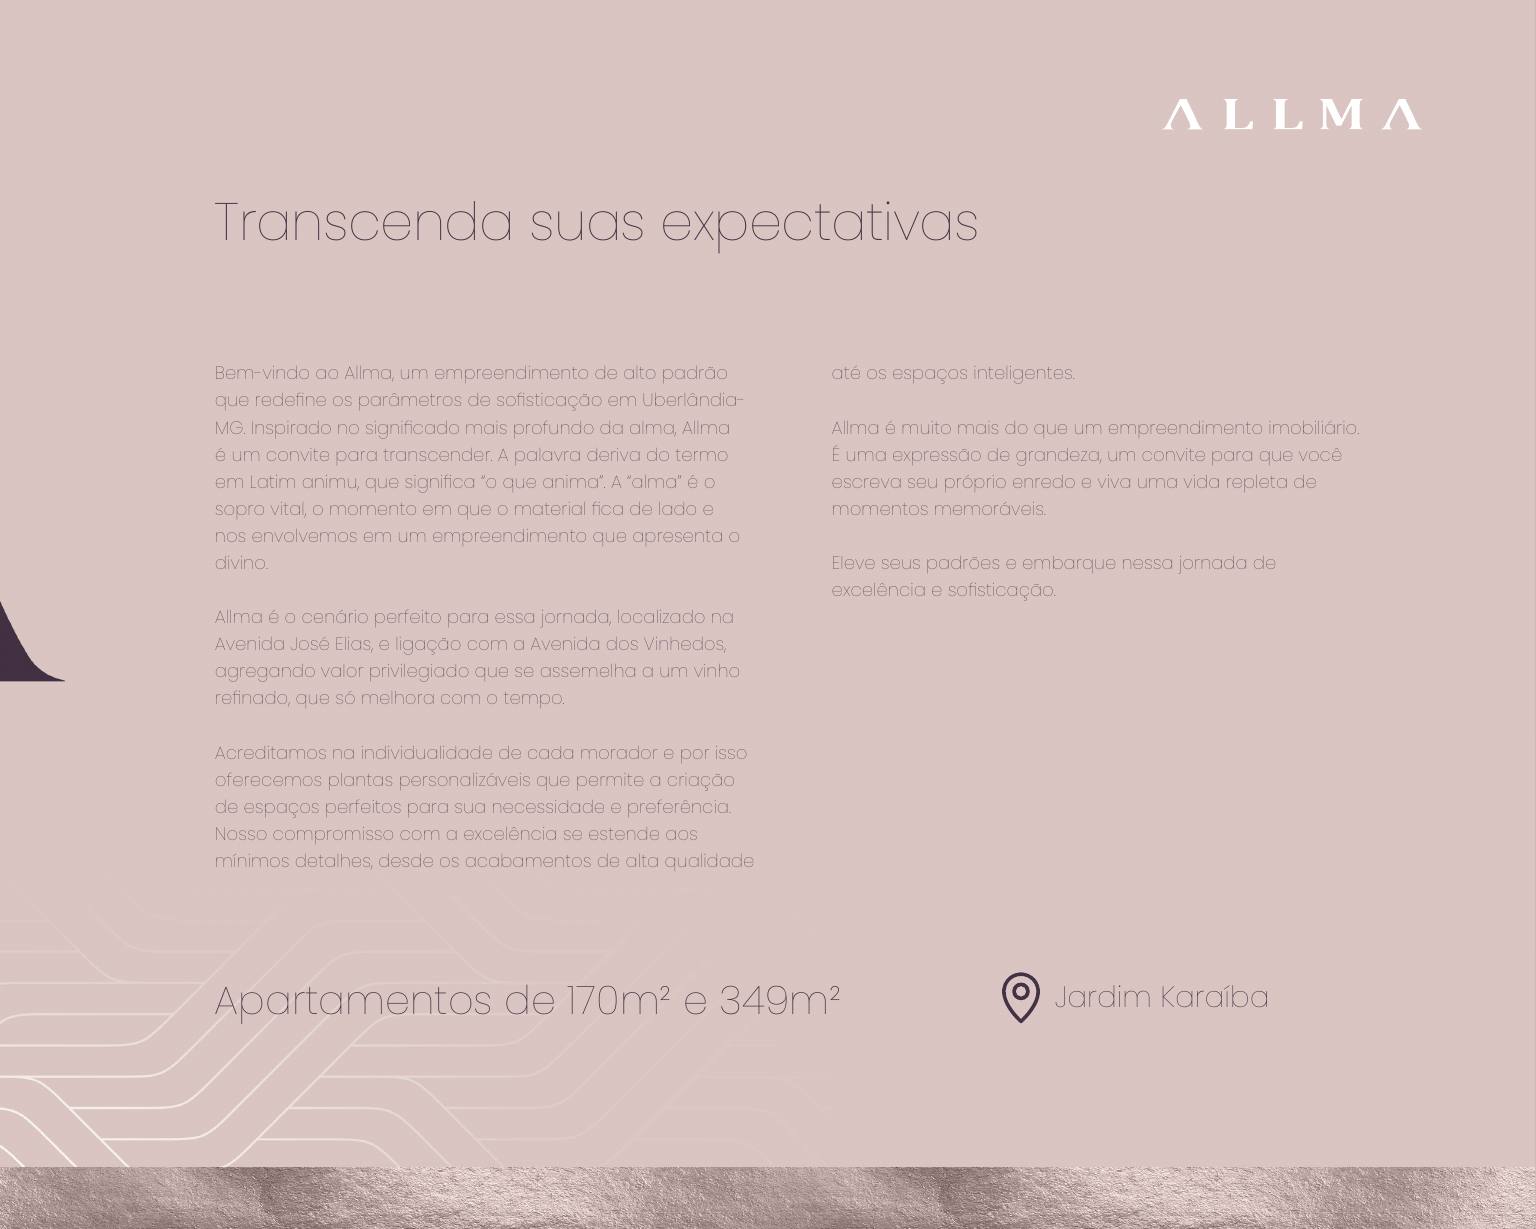 ALLMA
Transcenda suas expectativas
Bem-vindo ao Allma, um empreendimento de alto padrão
que redefine os parâmetros de sofisticação em Uberlândia-
MG. Inspirado no significado mais profundo da alma, Allma
é um convite para transcender. A palavra deriva do termo
em Latim animu, que significa “o que anima”. A “alma” é o
sopro vital, o momento em que o material fica de lado e
nos envolvemos em um empreendimento que apresenta o
divino.
Allma é o cenário perfeito para essa jornada, localizado na
Avenida José Elias, e ligação com a Avenida dos Vinhedos,
agregando valor privilegiado que se assemelha a um vinho
refinado, que só melhora com o tempo.
Acreditamos na individualidade de cada morador e por isso
oferecemos plantas personalizáveis que permite a criação
de espaços perfeitos para sua necessidade e preferência.
Nosso compromisso com a excelência se estende aos
mínimos detalhes, desde os acabamentos de alta qualidade
até os espaços inteligentes.
Allma é muito mais do que um empreendimento imobiliário.
É uma expressão de grandeza, um convite para que você
escreva seu próprio enredo e viva uma vida repleta de
momentos memoráveis.
Eleve seus padrões e embarque nessa jornada de
excelência e sofisticação.
Apartamentos de 170m² e 349m²
Jardim Karaíba